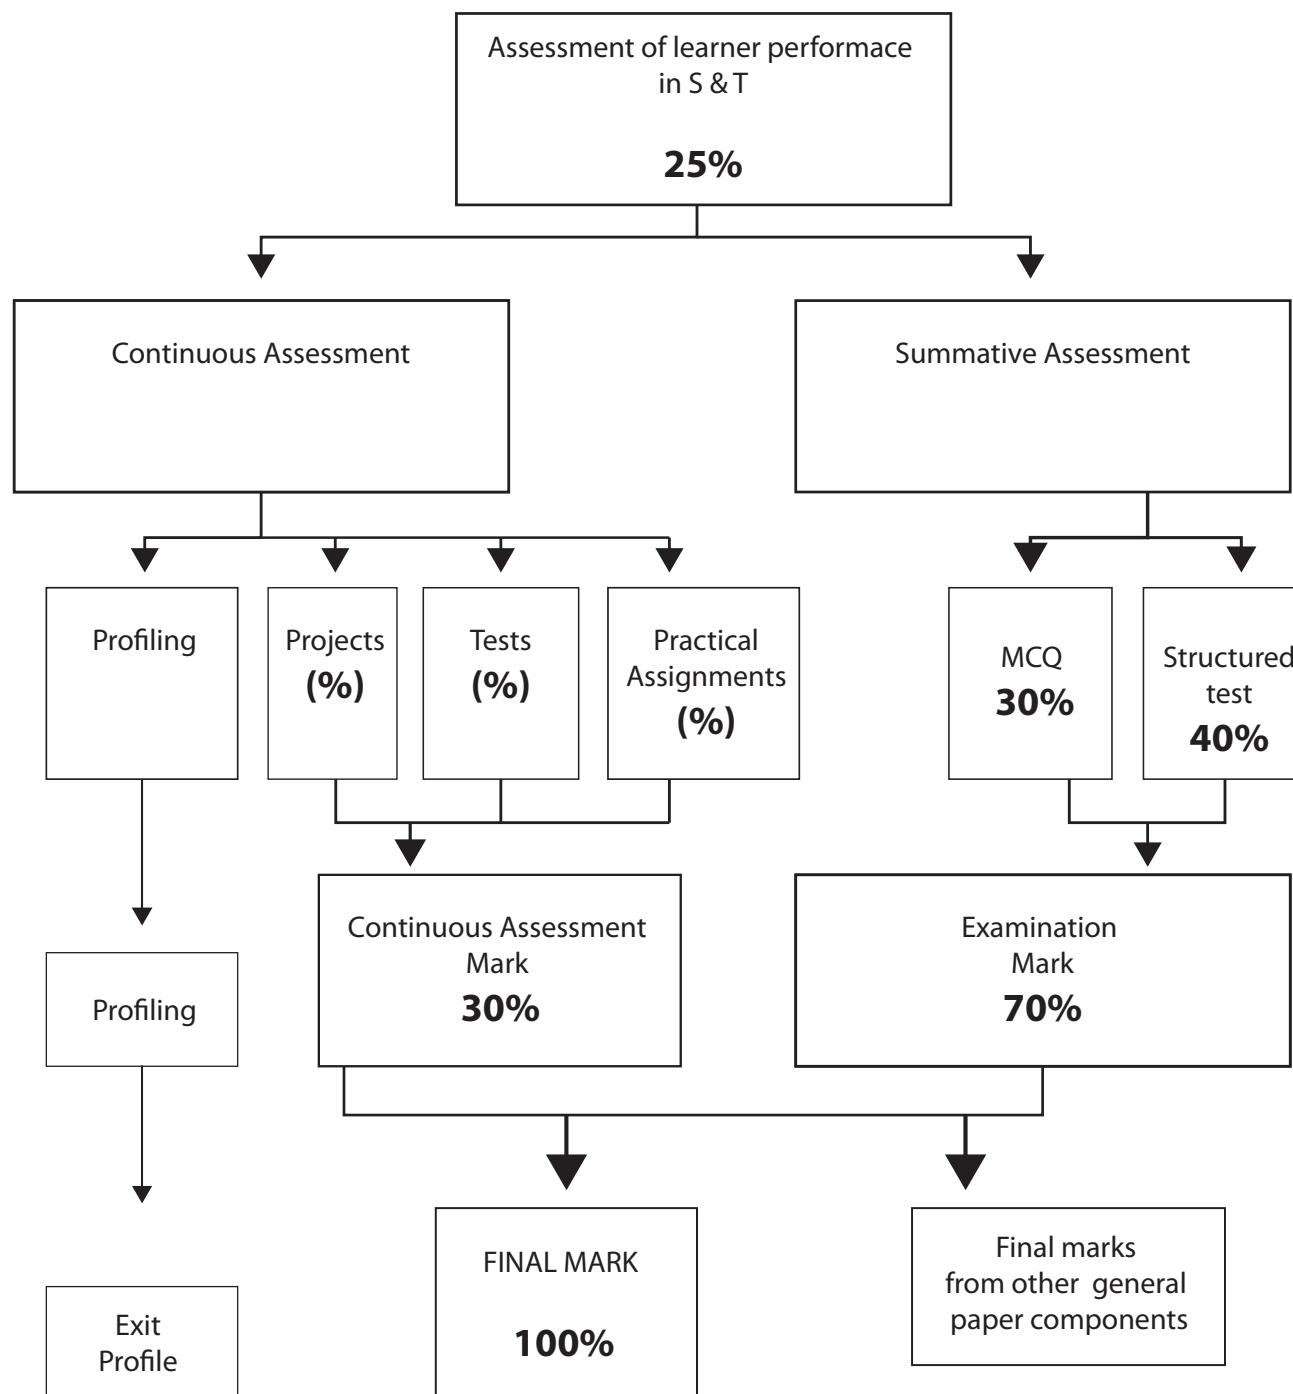 Assessment of learner performace
in S & T
25%
Continuous Assessment
Summative Assessment
Profiling
Projects
(%)
Tests
(%)
Practical
Assignments
(%)
MCQ
30%
Structured
test
40%
Continuous Assessment
Mark
30%
Examination
Mark
70%
Profiling
FINAL MARK
100%
Final marks
from other general
paper components
Exit
Profile